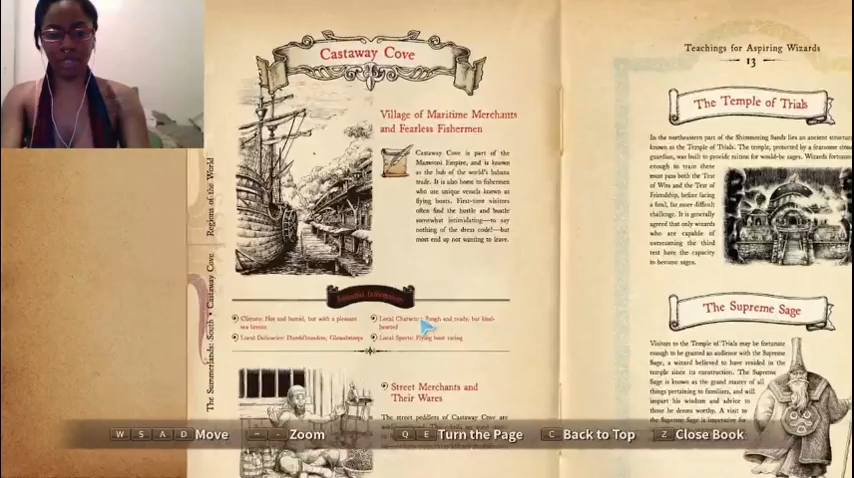 Castaway Cove
Village of Maritime Merchants
and Fearless Fishermen
Castaway Cove is part of the
Mamooni Empire, and is known
as the hub of the world's babana
trade. It is also home to fishermen
who use unique vessels known as
flying boats. First-time visitors
often find the hustle and bustle
somewhat intimidating—to say
nothing of the dress code!—but
most end up not wanting to leave.
Climate: Hot and humid, but with a pleasant
sea breeze
Local Delicacies:
Local Character: Rough and ready, but kind-
hearted
Local Sports: Flying boat racing
Street Merchants and
Their Wares
The street peddlers of Castaway Cove are
Regions of the World
The Summerlands: South • Castaway Cove
Teachings for Aspiring Wizards
13
The Temple of Trials
In the northeastern part of the Shimmering Sands lies an ancient
known as the Temple of Trials. The temple, protected by a fearsome
guardian, was built to provide trials for would-be sages. Wizards
enough to train there
must pass both the Test
of Wits and the Test of
Friendship, before facing
a final, far more difficult
challenge. It is generally
agreed that only wizards
who are capable of
overcoming the third
test have the capacity
to become sages.
The Supreme Sage
Visitors to the Temple of Trials may be fortunate
enough to be granted an audience with the Supreme
Sage, a wizard believed to have resided in the
temple since its construction. The Supreme
Sage is known as the grand master of all
things pertaining to familiars, and will
impart his wisdom and advice to
those he deems worthy. A visit to
the Supreme Sage is imperative for
W S A D Move
Zoom
Q E Turn the Page
C Back to Top
Z Close Book